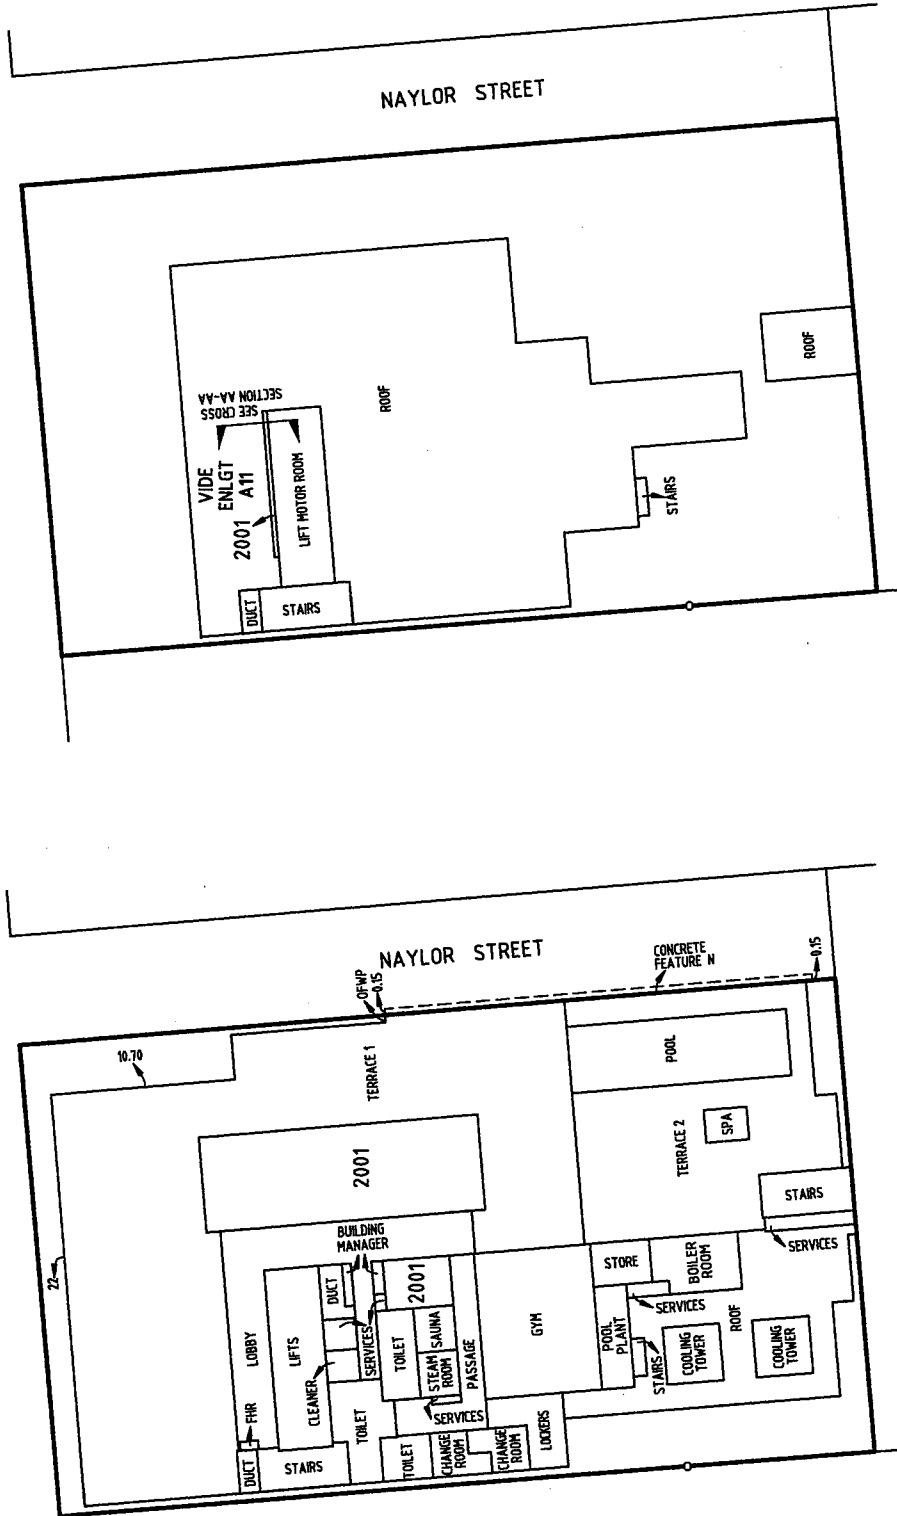 NAYLOR STREET
ROOF
ROOF
SEE CROSS
SECTION AA-AA
VIDE
ENLGT
A11
2001
LIFT MOTOR ROOM
STAIRS
DUCT
STAIRS
NAYLOR STREET
CONCRETE
FEATURE N
0.15
OFWP
0.15
10.70
TERRACE 1
POOL
TERRACE 2
SPA
2001
STAIRS
SERVICES
BUILDING
MANAGER
22
LOBBY
LIFTS
DUCT
SERVICES
2001
TOILET
SAUNA
STEAM
ROOM
PASSAGE
GYM
STORE
BOILER
ROOM
SERVICES
POOL
PLANT
STAIRS
ROOF
COOLING
TOWER
COOLING
TOWER
CLEANER
FHR
TOILET
SERVICES
DUCT
STAIRS
TOILET
CHANGE
ROOM
CHANGE
ROOM
LOCKERS